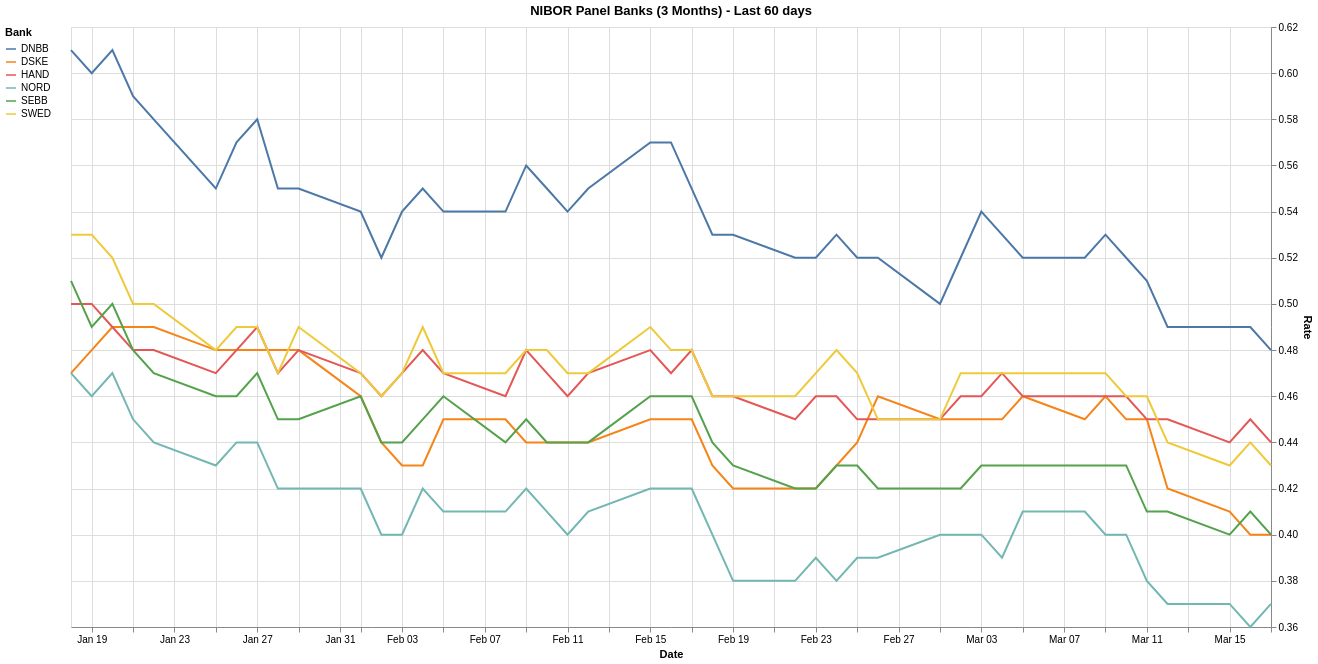 NIBOR Panel Banks (3 Months) - Last 60 days
Bank
DNBB
DSKE
HAND
NORD
SEBB
SWED
0.62
0.60
0.58
0.56
0.54
0.52
0.50
0.48
0.46
0.44
0.42
0.40
0.38
0.36
Rate
Jan 19 Jan 23 Jan 27 Jan 31 Feb 03 Feb 07 Feb 11 Feb 15 Feb 19 Feb 23 Feb 27 Mar 03 Mar 07 Mar 11 Mar 15
Date